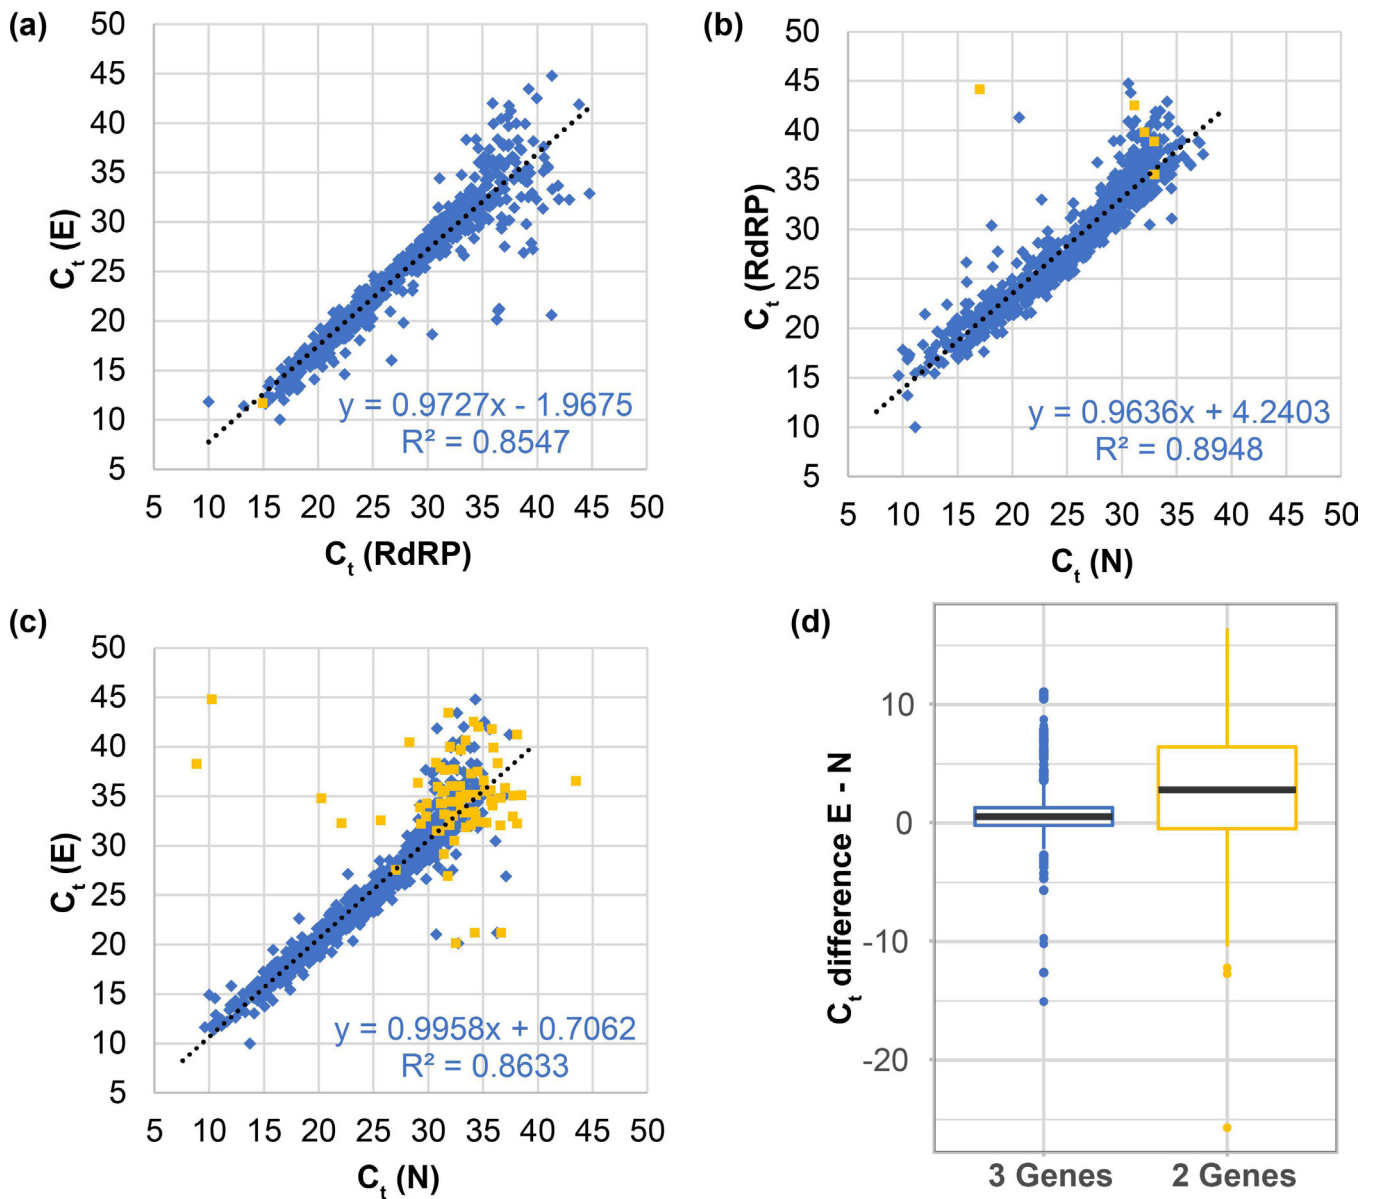 (a)
50
45
40
35
30
25
20
15
10
5
Ct (E)
y = 0.9727x - 1.9675
R² = 0.8547
5 10 15 20 25 30 35 40 45 50
Ct (RdRP)
(b)
50
45
40
35
30
25
20
15
10
5
Ct (RdRP)
y = 0.9636x + 4.2403
R² = 0.8948
5 10 15 20 25 30 35 40 45 50
Ct (N)
(c)
50
45
40
35
30
25
20
15
10
5
Ct (E)
y = 0.9958x + 0.7062
R² = 0.8633
5 10 15 20 25 30 35 40 45 50
Ct (N)
(d)
10
0
-10
-20
Ct difference E - N
3 Genes 2 Genes